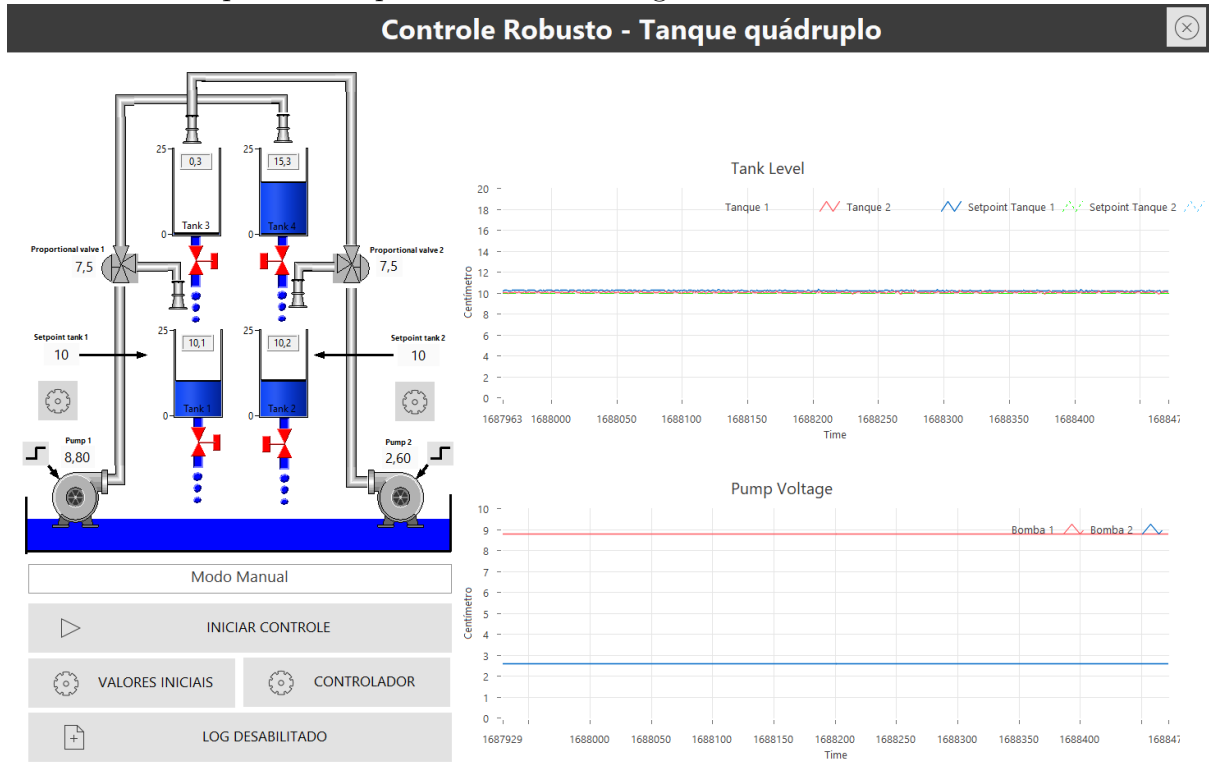 Controle Robusto - Tanque quádruplo
25
0,3
Tank 3
0
25
15,3
Tank 4
0
Proportional valve 1
7,5
Proportional valve 2
7,5
Setpoint tank 1
10
25
10,1
Tank 1
0
25
10,2
Tank 2
0
Setpoint tank 2
10
Pump 1
8,80
Pump 2
2,60
Modo Manual
INICIAR CONTROLE
VALORES INICIAIS
CONTROLADOR
LOG DESABILITADO
Tank Level
Tanque 1 Tanque 2 Setpoint Tanque 1 Setpoint Tanque 2
Centímetro
20
18
16
14
12
10
8
6
4
2
0
1687963 1688000 1688050 1688100 1688150 1688200 1688250 1688300 1688350 1688400 168847
Time
Pump Voltage
Bomba 1 Bomba 2
Centímetro
10
9
8
7
6
5
4
3
2
1
0
1687929 1688000 1688050 1688100 1688150 1688200 1688250 1688300 1688350 1688400 168847
Time